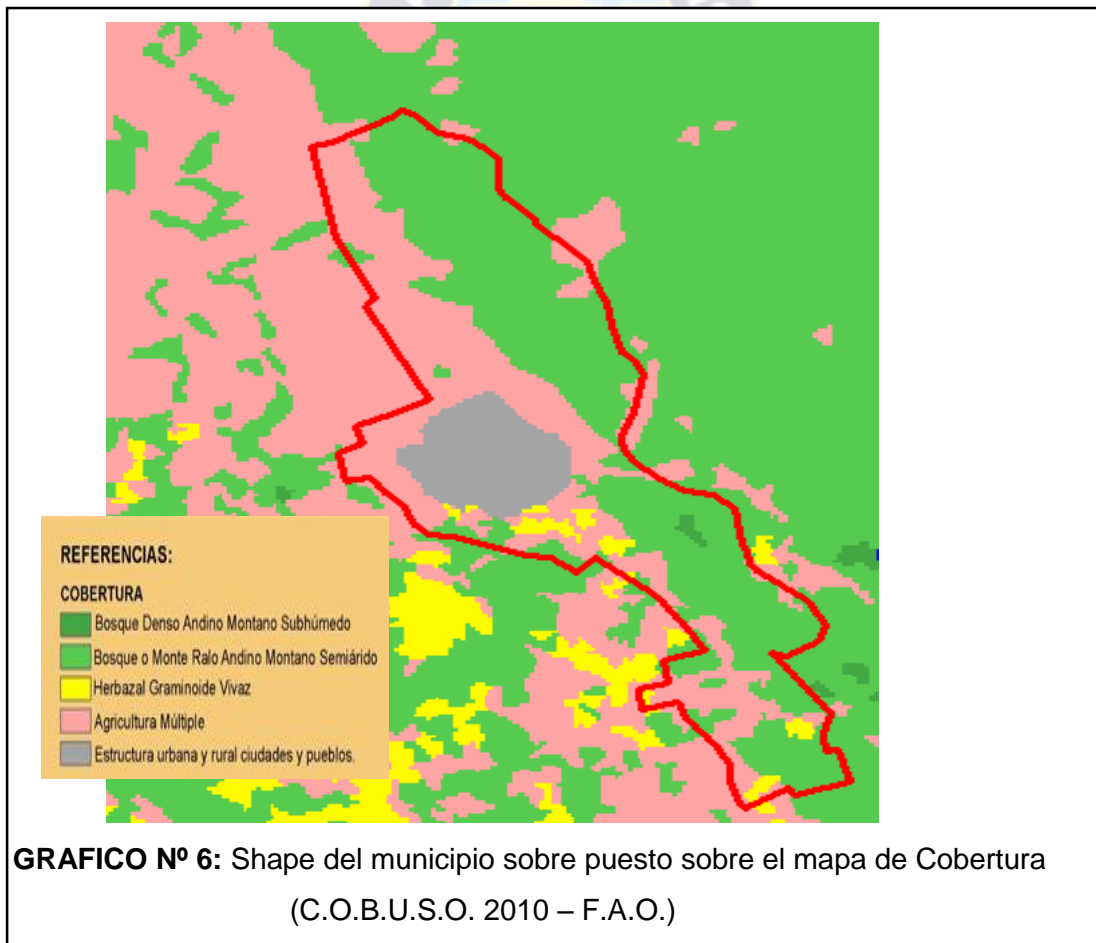 REFERENCIAS:
COBERTURA
Bosque Denso Andino Montano Subhúmedo
Bosque o Monte Ralo Andino Montano Semiárido
Herbazal Graminoide Vivaz
Agricultura Múltiple
Estructura urbana y rural ciudades y pueblos.
GRAFICO Nº 6: Shape del municipio sobre puesto sobre el mapa de Cobertura
(C.O.B.U.S.O. 2010 – F.A.O.)